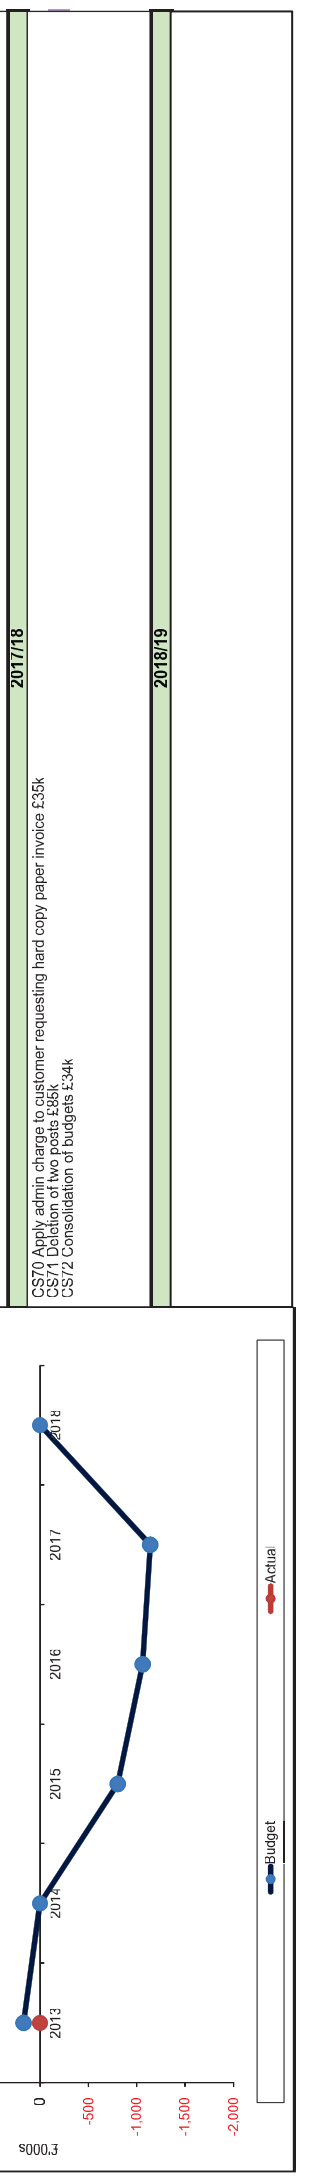 2017/18
CS70 Apply admin charge to customer requesting hard copy paper invoice £35k
CS71 Deletion of two posts £85k
CS72 Consolidation of budgets £34k
2018/19
£'000s
0
-500
-1,000
-1,500
-2,000
2013
2014
2015
2016
2017
2018
Budget
Actual